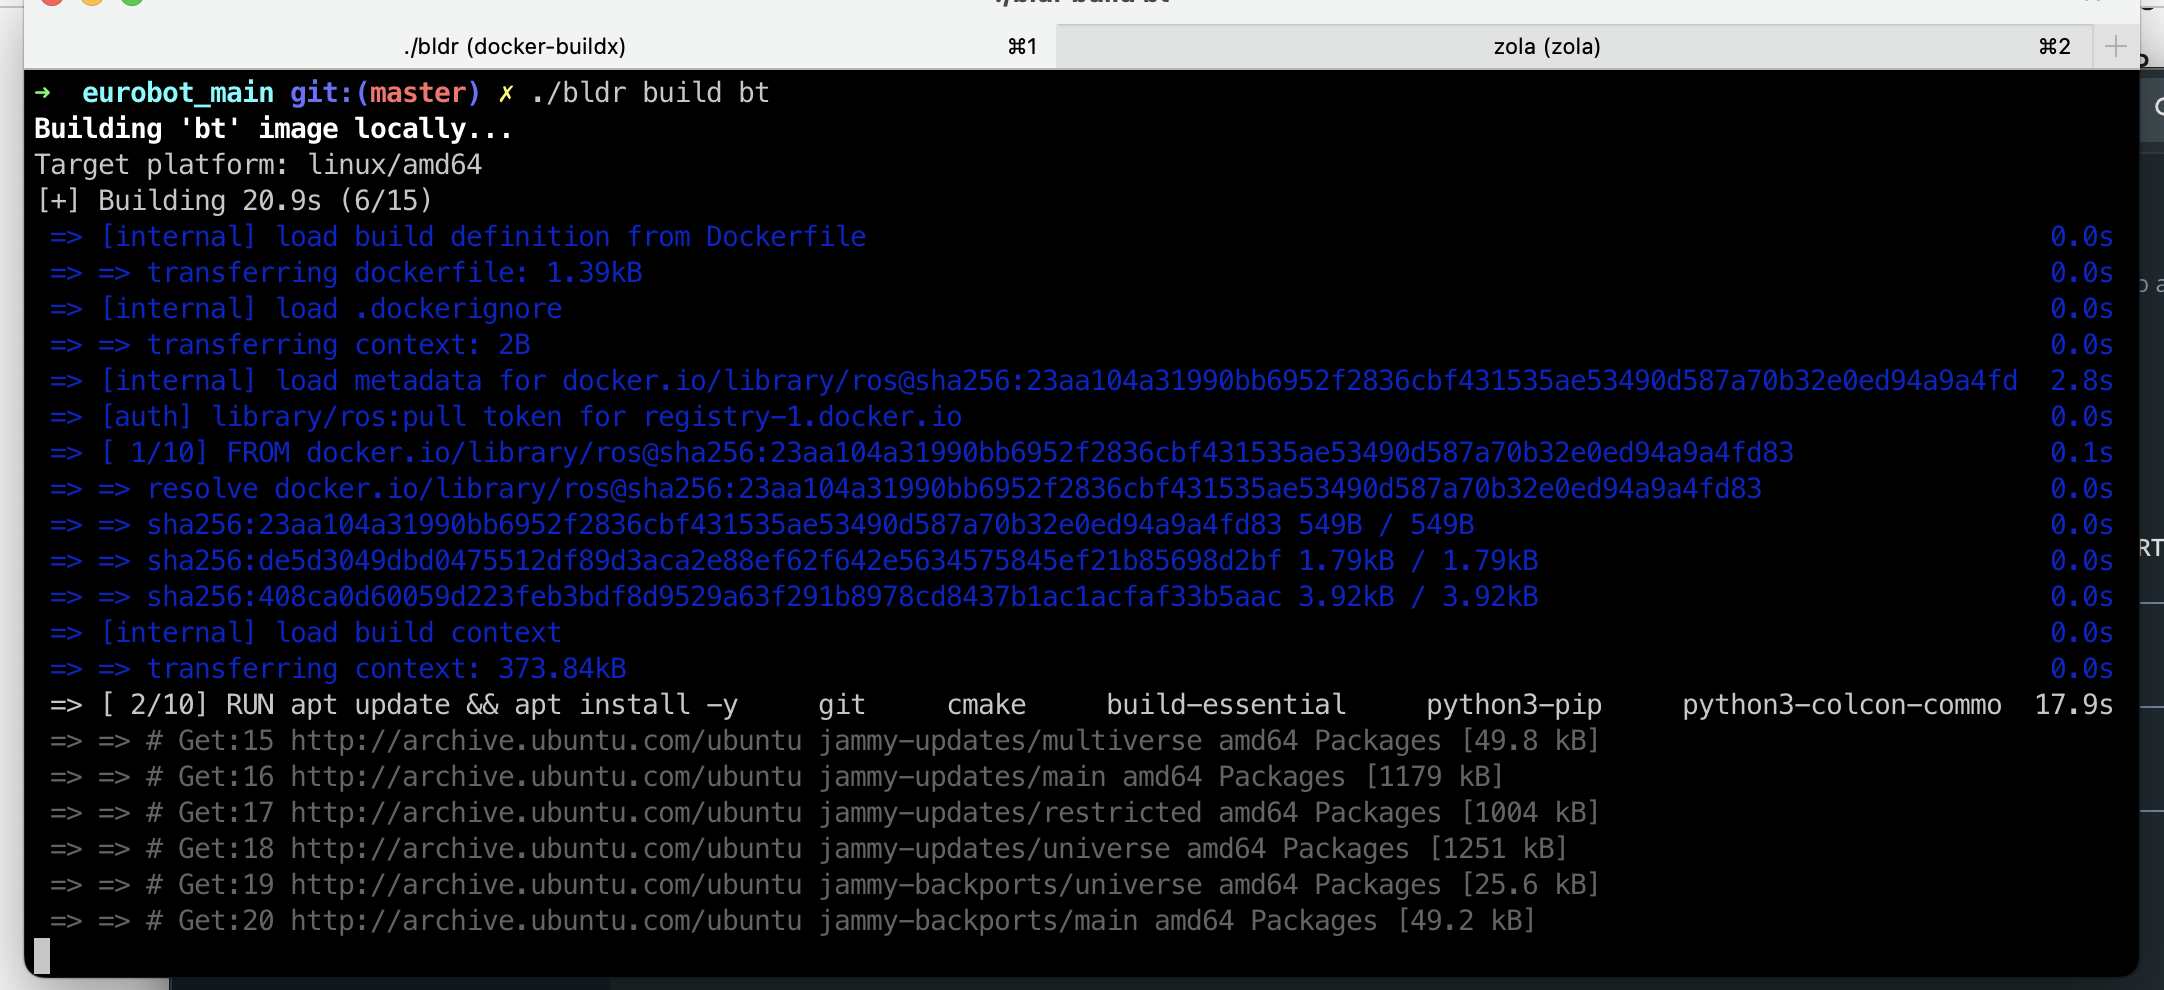 ./bldr build bt
./bldr (docker-buildx) ⌘1 zola (zola) ⌘2 +
➜ eurobot_main git:(master) ✗ ./bldr build bt
Building 'bt' image locally...
Target platform: linux/amd64
[+] Building 20.9s (6/15)
=> [internal] load build definition from Dockerfile 0.0s
=> => transferring dockerfile: 1.39kB 0.0s
=> [internal] load .dockerignore 0.0s
=> => transferring context: 2B 0.0s
=> [internal] load metadata for docker.io/library/ros@sha256:23aa104a31990bb6952f2836cbf431535ae53490d587a70b32e0ed94a9a4fd 2.8s
=> [auth] library/ros:pull token for registry-1.docker.io 0.0s
=> [ 1/10] FROM docker.io/library/ros@sha256:23aa104a31990bb6952f2836cbf431535ae53490d587a70b32e0ed94a9a4fd83 0.1s
=> => resolve docker.io/library/ros@sha256:23aa104a31990bb6952f2836cbf431535ae53490d587a70b32e0ed94a9a4fd83 0.0s
=> => sha256:23aa104a31990bb6952f2836cbf431535ae53490d587a70b32e0ed94a9a4fd83 549B / 549B 0.0s
=> => sha256:de5d3049dbd0475512df89d3aca2e88ef62f642e5634575845ef21b85698d2bf 1.79kB / 1.79kB 0.0s
=> => sha256:408ca0d60059d223feb3bdf8d9529a63f291b8978cd8437b1ac1acfaf33b5aac 3.92kB / 3.92kB 0.0s
=> [internal] load build context 0.0s
=> => transferring context: 373.84kB 0.0s
=> [ 2/10] RUN apt update && apt install -y git cmake build-essential python3-pip python3-colcon-commo 17.9s
=> => # Get:15 http://archive.ubuntu.com/ubuntu jammy-updates/multiverse amd64 Packages [49.8 kB]
=> => # Get:16 http://archive.ubuntu.com/ubuntu jammy-updates/main amd64 Packages [1179 kB]
=> => # Get:17 http://archive.ubuntu.com/ubuntu jammy-updates/restricted amd64 Packages [1004 kB]
=> => # Get:18 http://archive.ubuntu.com/ubuntu jammy-updates/universe amd64 Packages [1251 kB]
=> => # Get:19 http://archive.ubuntu.com/ubuntu jammy-backports/universe amd64 Packages [25.6 kB]
=> => # Get:20 http://archive.ubuntu.com/ubuntu jammy-backports/main amd64 Packages [49.2 kB]